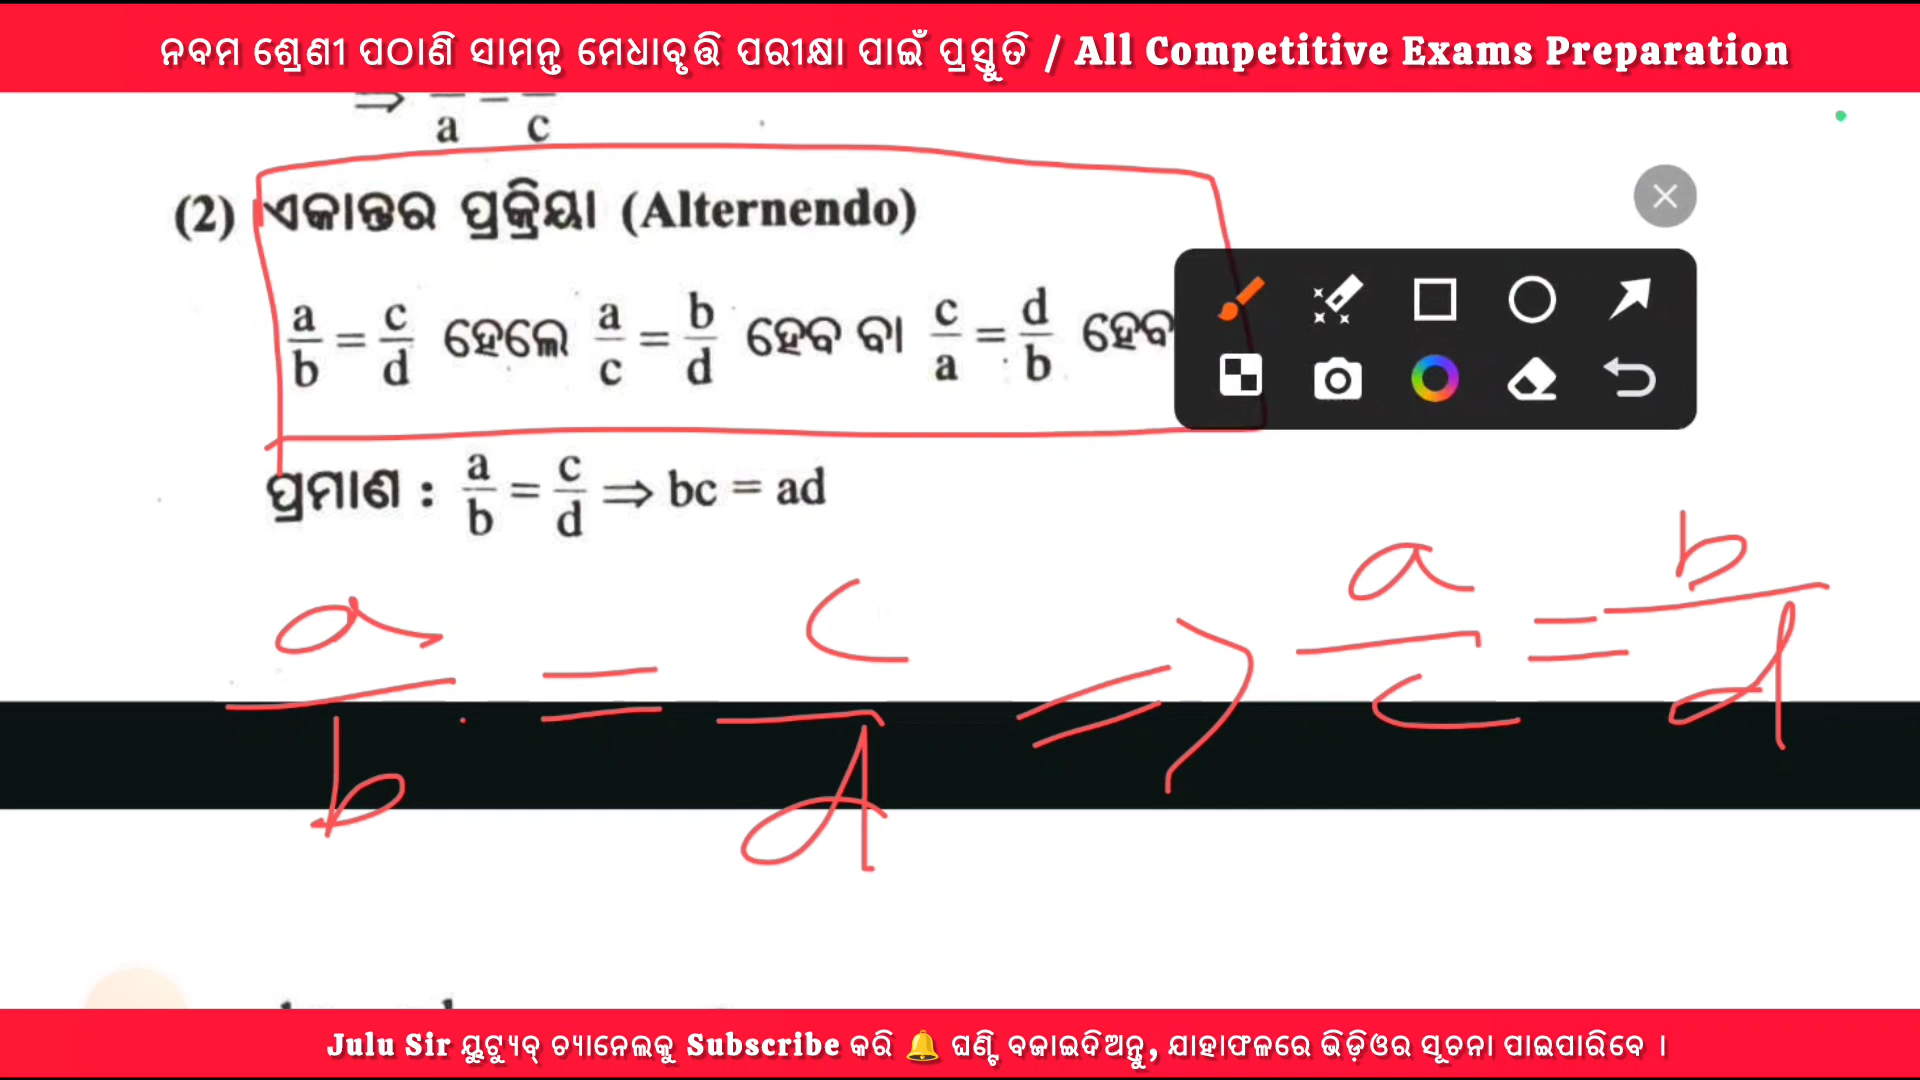 ନବମ ଶ୍ରେଣୀ ପଠାଣି ସାମନ୍ତ ମେଧାବୃତ୍ତି ପରୀକ୍ଷା ପାଇଁ ପ୍ରସ୍ତୁତି / All Competitive Exams Preparation
⇒ a = c
(2) ଏକାନ୍ତର ପ୍ରକ୍ରିୟା (Alternendo)
a/b = c/d ହେଲେ a/c = b/d ହେବ ବା c/a = d/b ହେବ
ପ୍ରମାଣ : a/b = c/d ⇒ bc = ad
a/b = c/d ⇒ a/c = b/d
Julu Sir ୟୁଟ୍ୟୁବ୍ ଚ୍ୟାନେଲକୁ Subscribe କରି 🔔 ଘଣ୍ଟି ବଜାଇଦିଅନ୍ତୁ, ଯାହାଫଳରେ ଭିଡ଼ିଓର ସୂଚନା ପାଇପାରିବେ ।